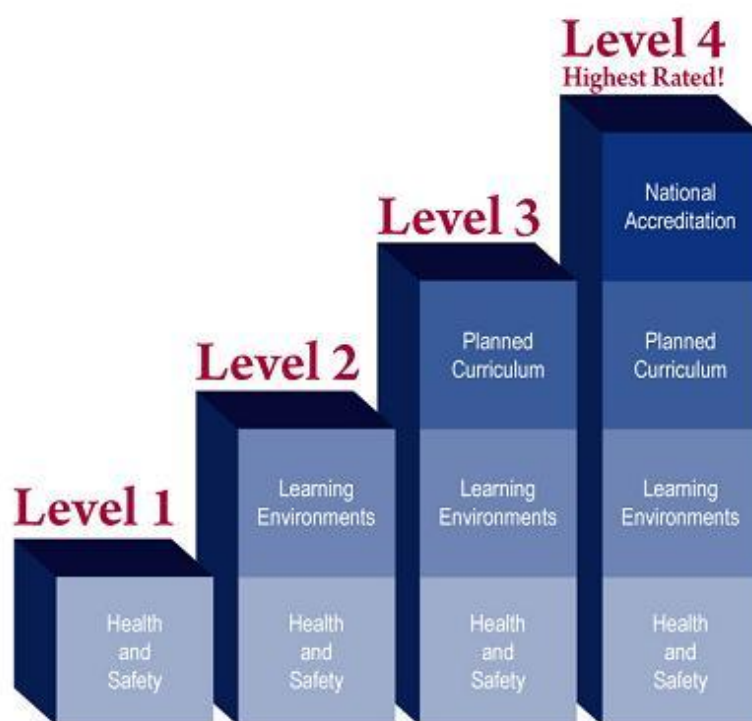 Level 4
Highest Rated!
National
Accreditation
Level 3
Planned
Curriculum
Planned
Curriculum
Level 2
Learning
Environments
Learning
Environments
Learning
Environments
Level 1
Health
and
Safety
Health
and
Safety
Health
and
Safety
Health
and
Safety